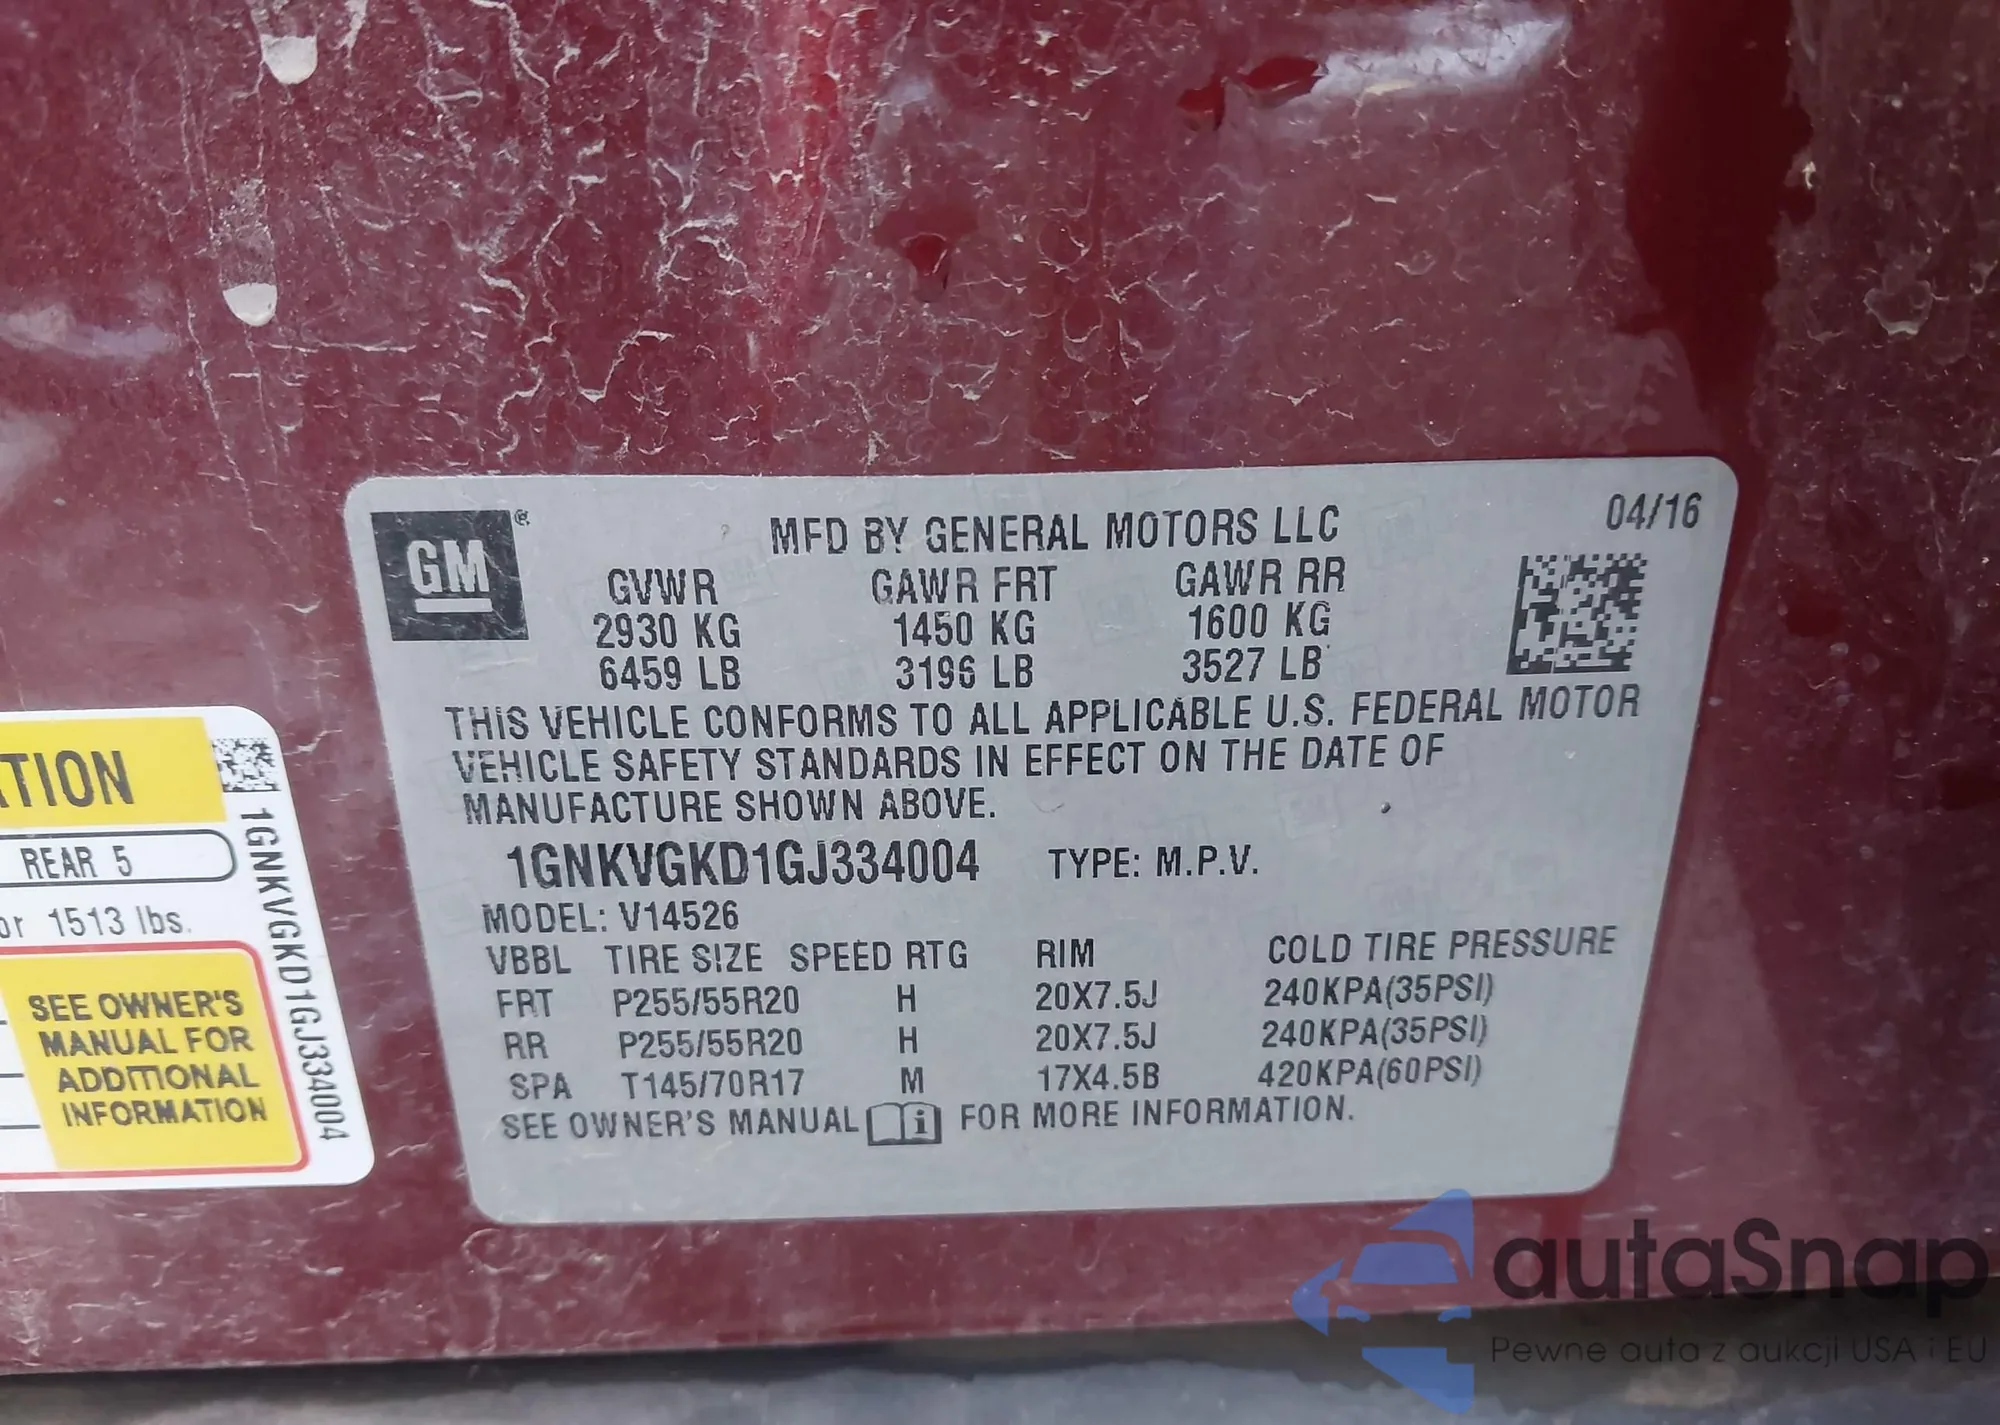 GM ®
MFD BY GENERAL MOTORS LLC
04/16
GVWR GAWR FRT GAWR RR
2930 KG 1450 KG 1600 KG
6459 LB 3196 LB 3527 LB
THIS VEHICLE CONFORMS TO ALL APPLICABLE U.S. FEDERAL MOTOR
VEHICLE SAFETY STANDARDS IN EFFECT ON THE DATE OF
MANUFACTURE SHOWN ABOVE.
1GNKVGKD1GJ334004 TYPE: M.P.V.
MODEL: V14526
VBBL TIRE SIZE SPEED RTG RIM COLD TIRE PRESSURE
FRT P255/55R20 H 20X7.5J 240KPA(35PSI)
RR P255/55R20 H 20X7.5J 240KPA(35PSI)
SPA T145/70R17 M 17X4.5B 420KPA(60PSI)
SEE OWNER'S MANUAL i FOR MORE INFORMATION.
REAR 5
1513 lbs.
SEE OWNER'S
MANUAL FOR
ADDITIONAL
INFORMATION
1GNKVGKD1GJ334004
autaSnap
Pewne auta z aukcji USA i EU